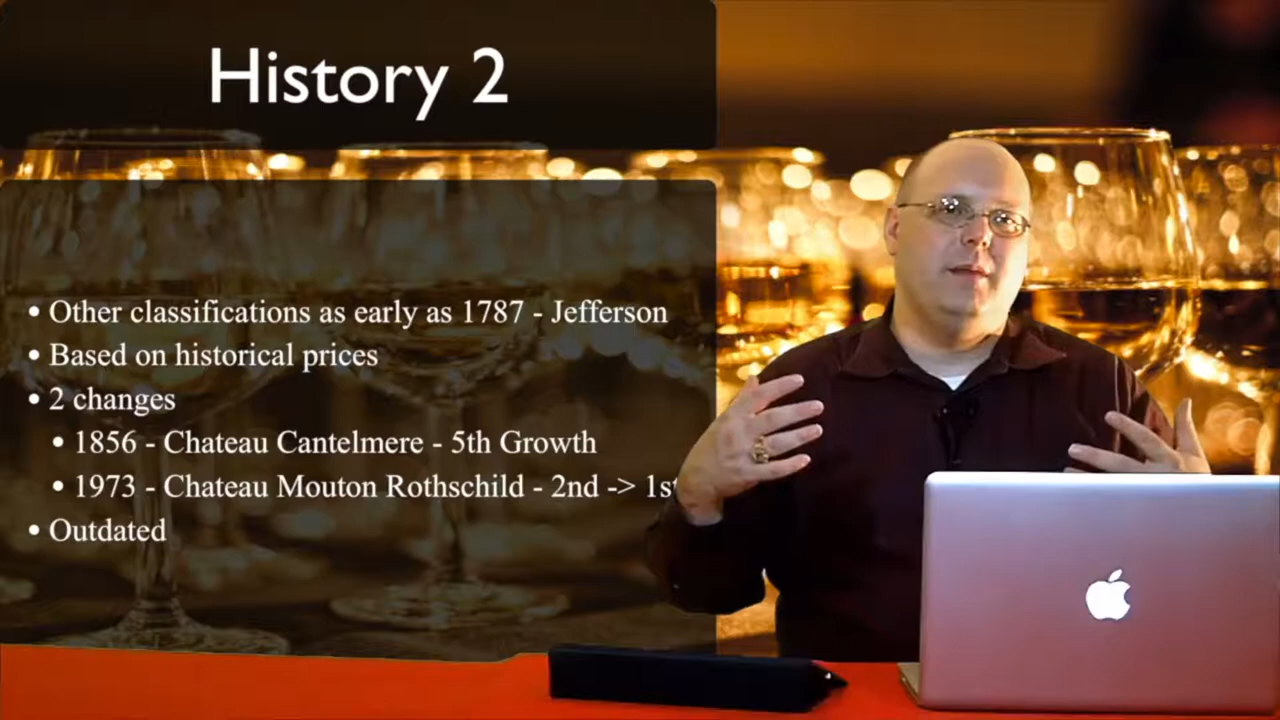 History 2
• Other classifications as early as 1787 - Jefferson
• Based on historical prices
• 2 changes
• 1856 - Chateau Cantelmere - 5th Growth
• 1973 - Chateau Mouton Rothschild - 2nd -> 1st
• Outdated